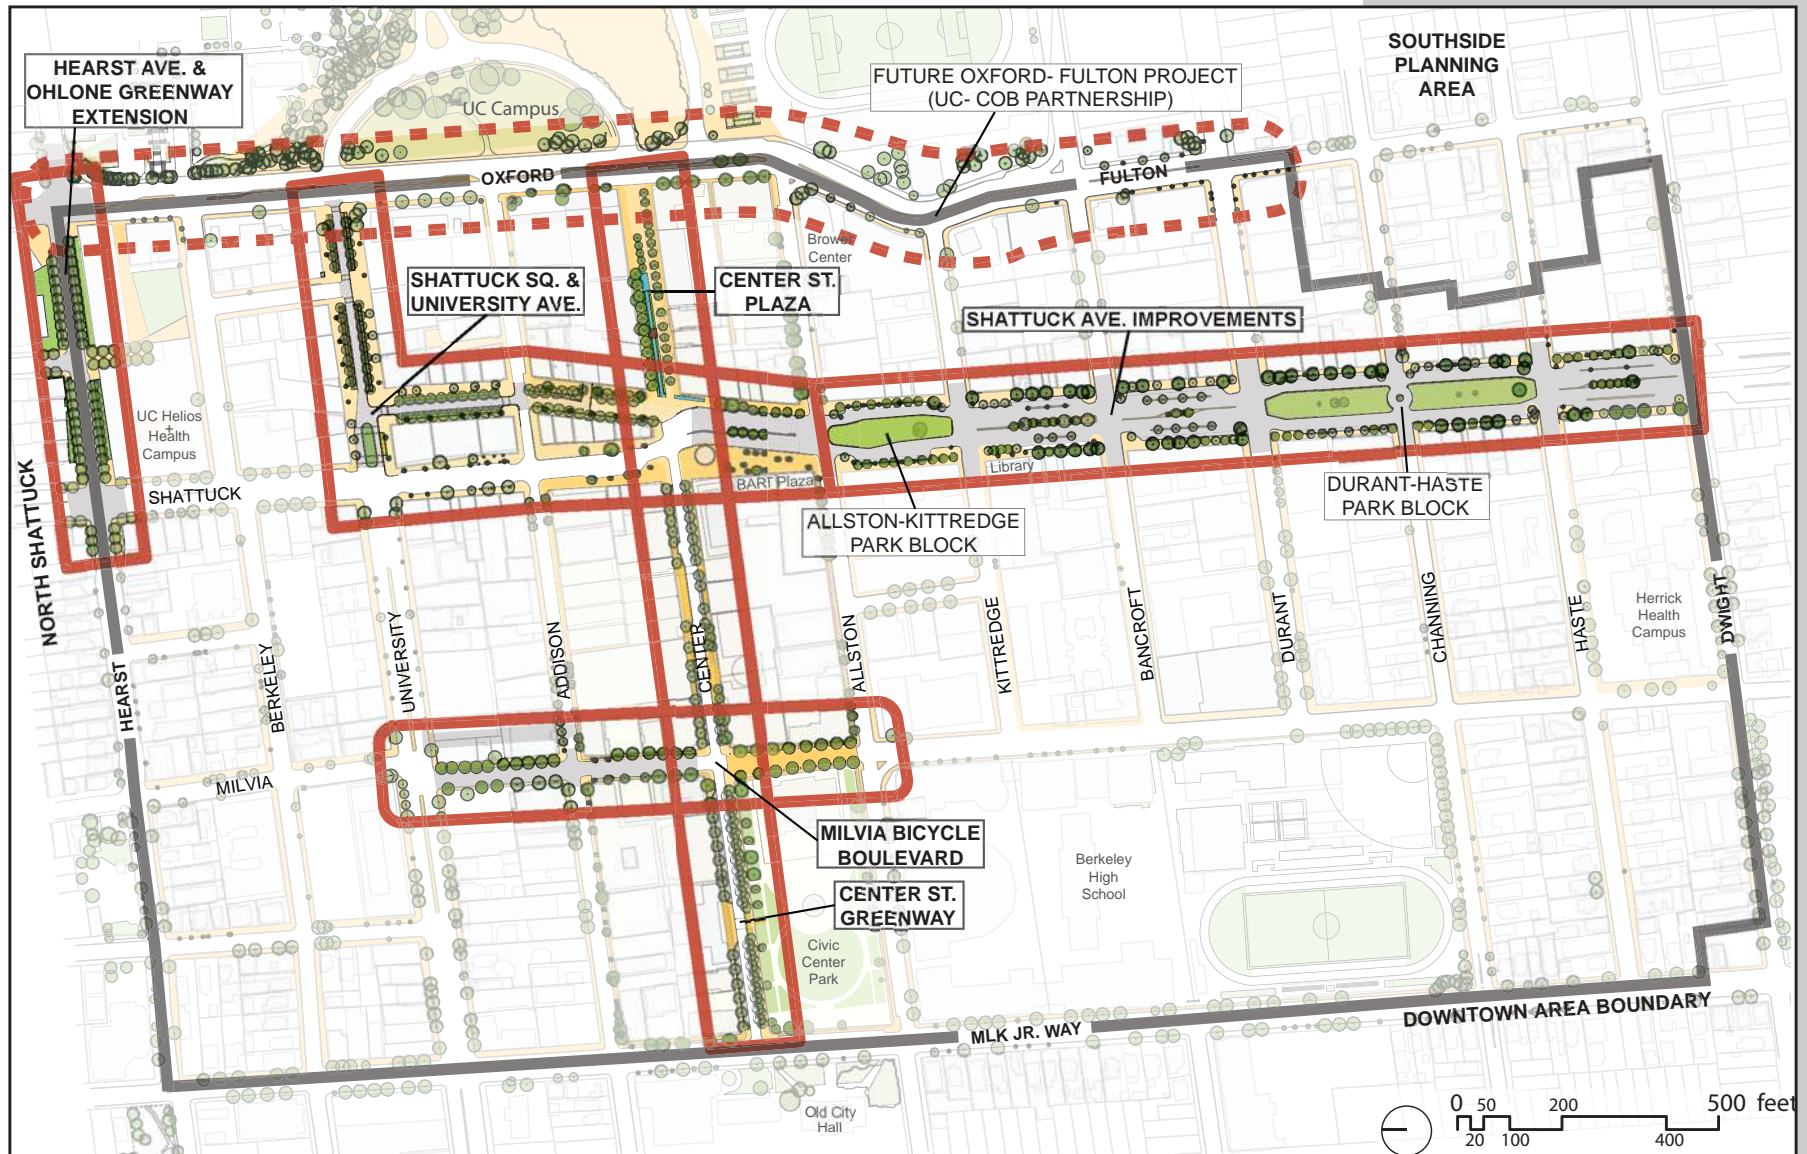 HEARST AVE. &
OHLONE GREENWAY
EXTENSION
UC Campus
FUTURE OXFORD- FULTON PROJECT
(UC- COB PARTNERSHIP)
SOUTHSIDE
PLANNING
AREA
OXFORD
FULTON
Brower
Center
SHATTUCK SQ. &
UNIVERSITY AVE.
CENTER ST.
PLAZA
SHATTUCK AVE. IMPROVEMENTS
UC Helios
+
Health
Campus
NORTH SHATTUCK
SHATTUCK
BART Plaza
Library
ALLSTON-KITTREDGE
PARK BLOCK
DURANT-HASTE
PARK BLOCK
HEARST
BERKELEY
UNIVERSITY
ADDISON
CENTER
ALLSTON
KITTREDGE
BANCROFT
DURANT
CHANNING
HASTE
Herrick
Health
Campus
DWIGHT
MILVIA
MILVIA BICYCLE
BOULEVARD
CENTER ST.
GREENWAY
Berkeley
High
School
Civic
Center
Park
MLK JR. WAY
DOWNTOWN AREA BOUNDARY
Old City
Hall
0 50 200 500 feet
20 100 400